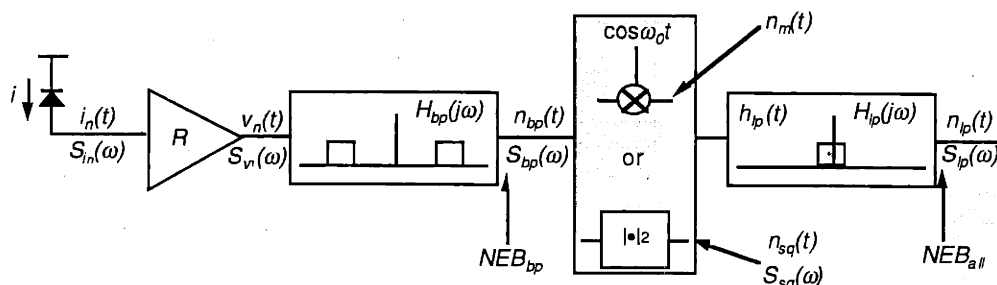 cosω₀t
n_m(t)
i
i_n(t)
S_in(ω)
R
v_n(t)
S_vn(ω)
H_bp(jω)
n_bp(t)
S_bp(ω)
or
h_lp(t)
H_lp(jω)
n_lp(t)
S_lp(ω)
|•|2
NEB_bp
n_sq(t)
S_sq(ω)
NEB_all